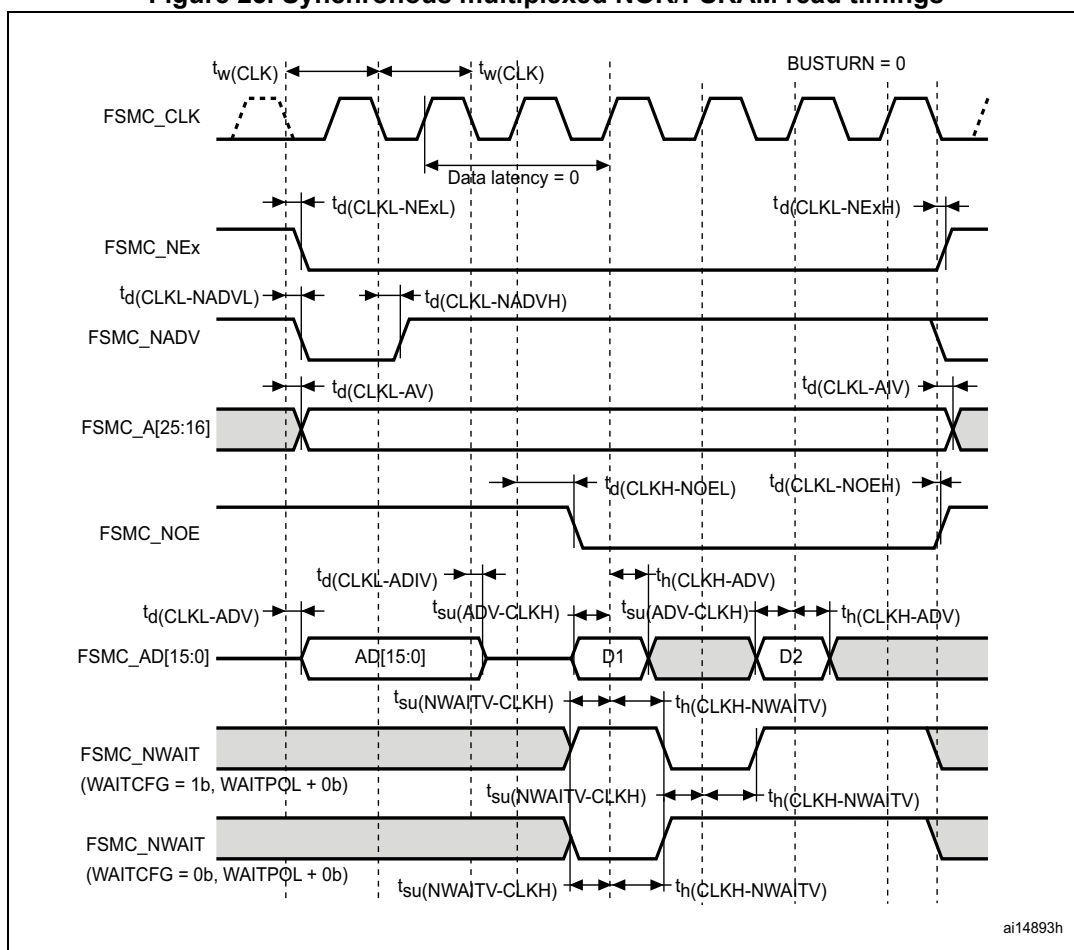 Figure 25. Synchronous multiplexed NOR/PSRAM read timings
tw(CLK) tw(CLK) BUSTURN = 0
FSMC_CLK
Data latency = 0
td(CLKL-NExL) td(CLKL-NExH)
FSMC_NEx
td(CLKL-NADVL) td(CLKL-NADVH)
FSMC_NADV
td(CLKL-AV) td(CLKL-AIV)
FSMC_A[25:16]
td(CLKH-NOEL) td(CLKL-NOEH)
FSMC_NOE
td(CLKL-ADIV) th(CLKH-ADV)
td(CLKL-ADV) tsu(ADV-CLKH) tsu(ADV-CLKH) th(CLKH-ADV)
FSMC_AD[15:0] AD[15:0] D1 D2
tsu(NWAITV-CLKH) th(CLKH-NWAITV)
FSMC_NWAIT
(WAITCFG = 1b, WAITPOL + 0b)
tsu(NWAITV-CLKH) th(CLKH-NWAITV)
FSMC_NWAIT
(WAITCFG = 0b, WAITPOL + 0b)
tsu(NWAITV-CLKH) th(CLKH-NWAITV)
ai14893h